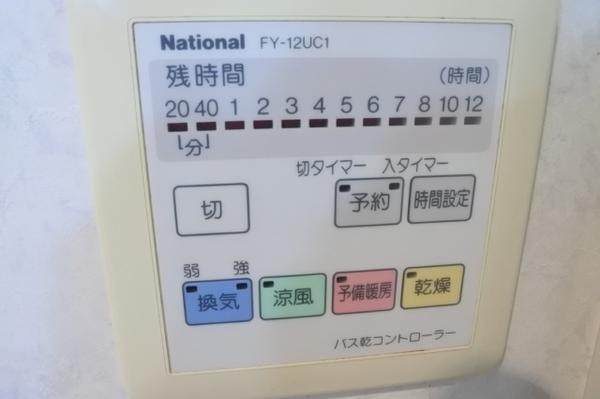 National FY-12UC1
残時間 (時間)
20 40 1 2 3 4 5 6 7 8 10 12
分
切タイマー 入タイマー
切 予約 時間設定
弱 強
換気 涼風 予備暖房 乾燥
バス乾コントローラー